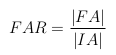 FAR = |FA| / |IA|